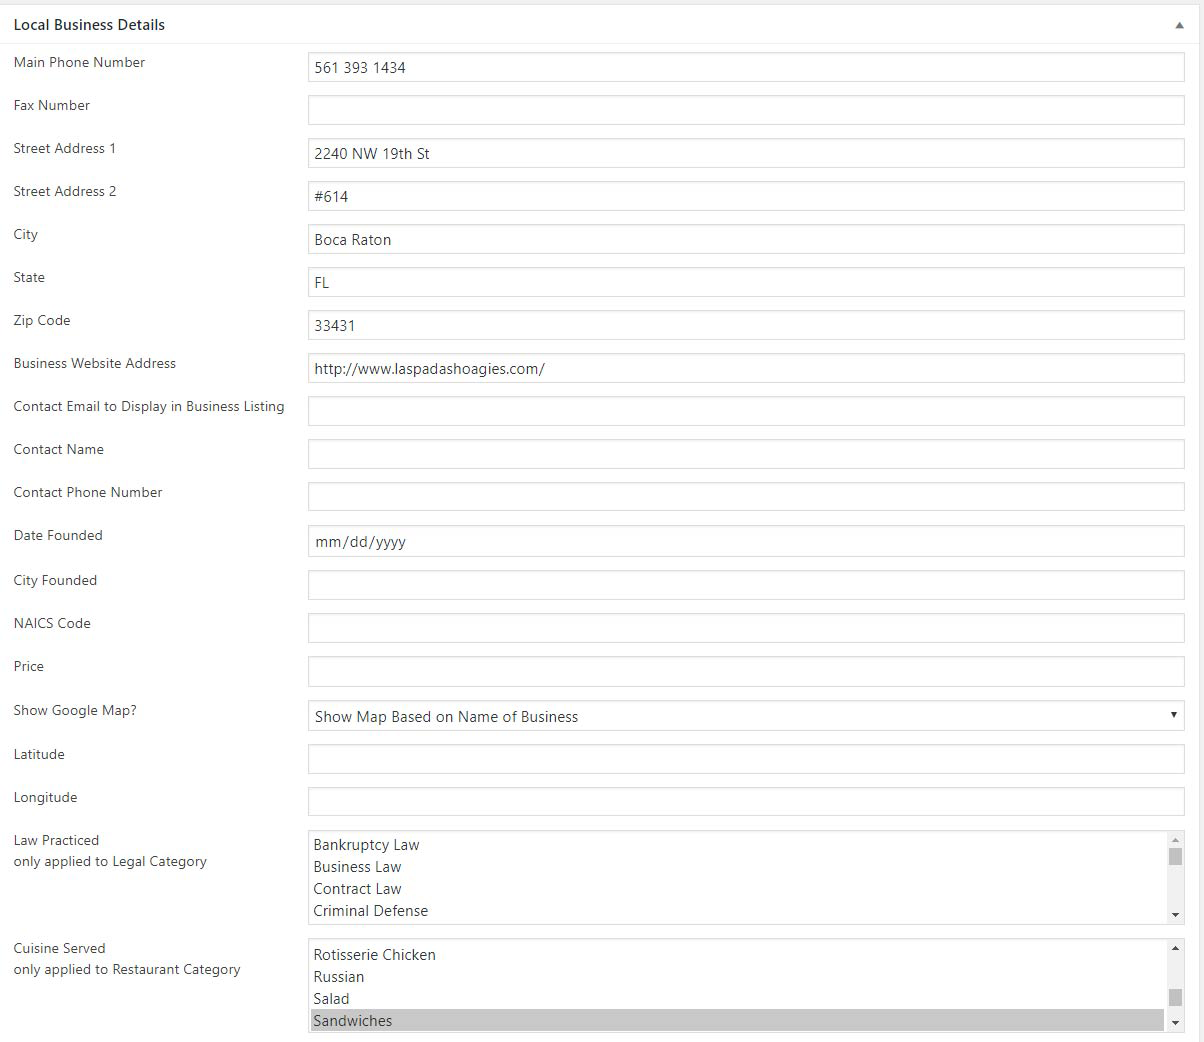 Local Business Details
Main Phone Number
561 393 1434
Fax Number
Street Address 1
2240 NW 19th St
Street Address 2
#614
City
Boca Raton
State
FL
Zip Code
33431
Business Website Address
http://www.laspadashoagies.com/
Contact Email to Display in Business Listing
Contact Name
Contact Phone Number
Date Founded
mm/dd/yyyy
City Founded
NAICS Code
Price
Show Google Map?
Show Map Based on Name of Business
Latitude
Longitude
Law Practiced
only applied to Legal Category
Bankruptcy Law
Business Law
Contract Law
Criminal Defense
Cuisine Served
only applied to Restaurant Category
Rotisserie Chicken
Russian
Salad
Sandwiches